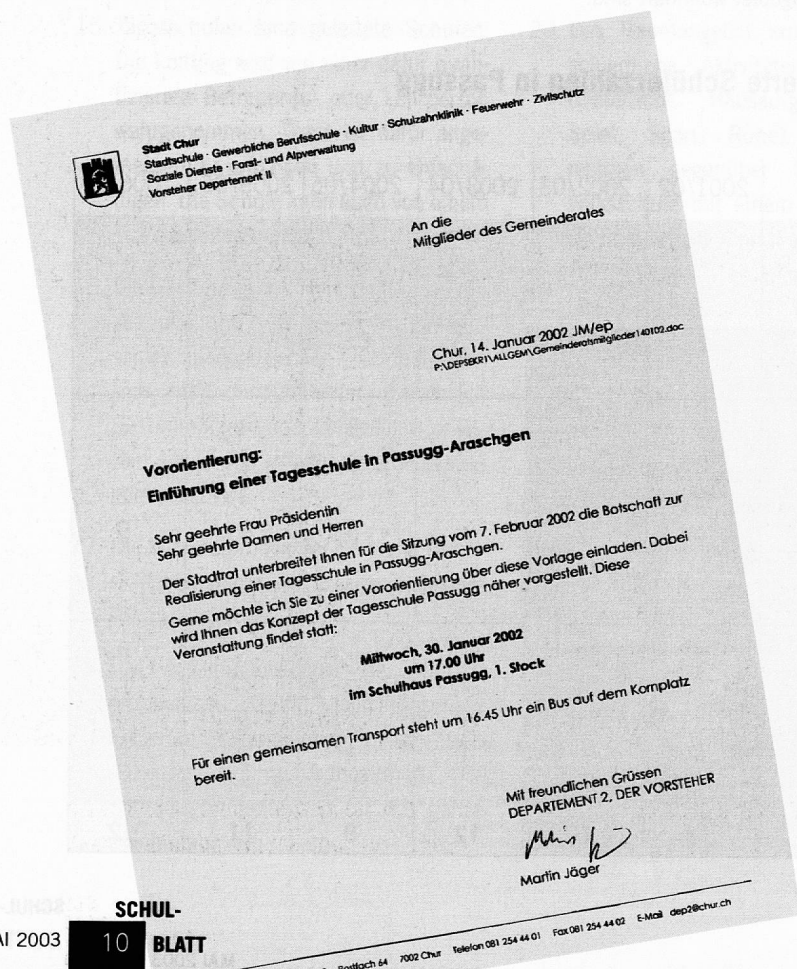 Stadt Chur
Stadtschule · Gewerbliche Berufsschule · Kultur · Schulzahnklinik · Feuerwehr · Zivilschutz
Soziale Dienste · Forst- und Alpverwaltung
Vorsteher Departement II
An die
Mitglieder des Gemeinderates
Chur, 14. Januar 2002 JM/ep
P:\DEPSEKR1\ALLGEM\Gemeinderatsmitglieder140102.doc
Vororientierung:
Einführung einer Tagesschule in Passugg-Araschgen
Sehr geehrte Frau Präsidentin
Sehr geehrte Damen und Herren
Der Stadtrat unterbreitet Ihnen für die Sitzung vom 7. Februar 2002 die Botschaft zur
Realisierung einer Tagesschule in Passugg-Araschgen.
Gerne möchte ich Sie zu einer Vororientierung über diese Vorlage einladen. Dabei
wird Ihnen das Konzept der Tagesschule Passugg näher vorgestellt. Diese
Veranstaltung findet statt:
Mittwoch, 30. Januar 2002
um 17.00 Uhr
im Schulhaus Passugg, 1. Stock
Für einen gemeinsamen Transport steht um 16.45 Uhr ein Bus auf dem Kornplatz
bereit.
Mit freundlichen Grüssen
DEPARTEMENT 2, DER VORSTEHER
Martin Jäger
Postfach 64 7002 Chur Telefon 081 254 44 01 Fax 081 254 44 02 E-Mail dep2@chur.ch
SCHUL-
AI 2003 10 BLATT